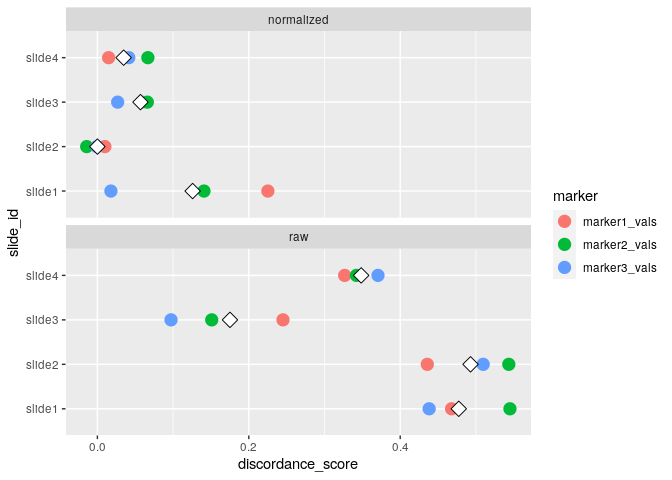 normalized
slide4
slide3
slide2
slide1
raw
slide4
slide3
slide2
slide1
0.0 0.2 0.4
discordance_score
slide_id
marker
marker1_vals
marker2_vals
marker3_vals